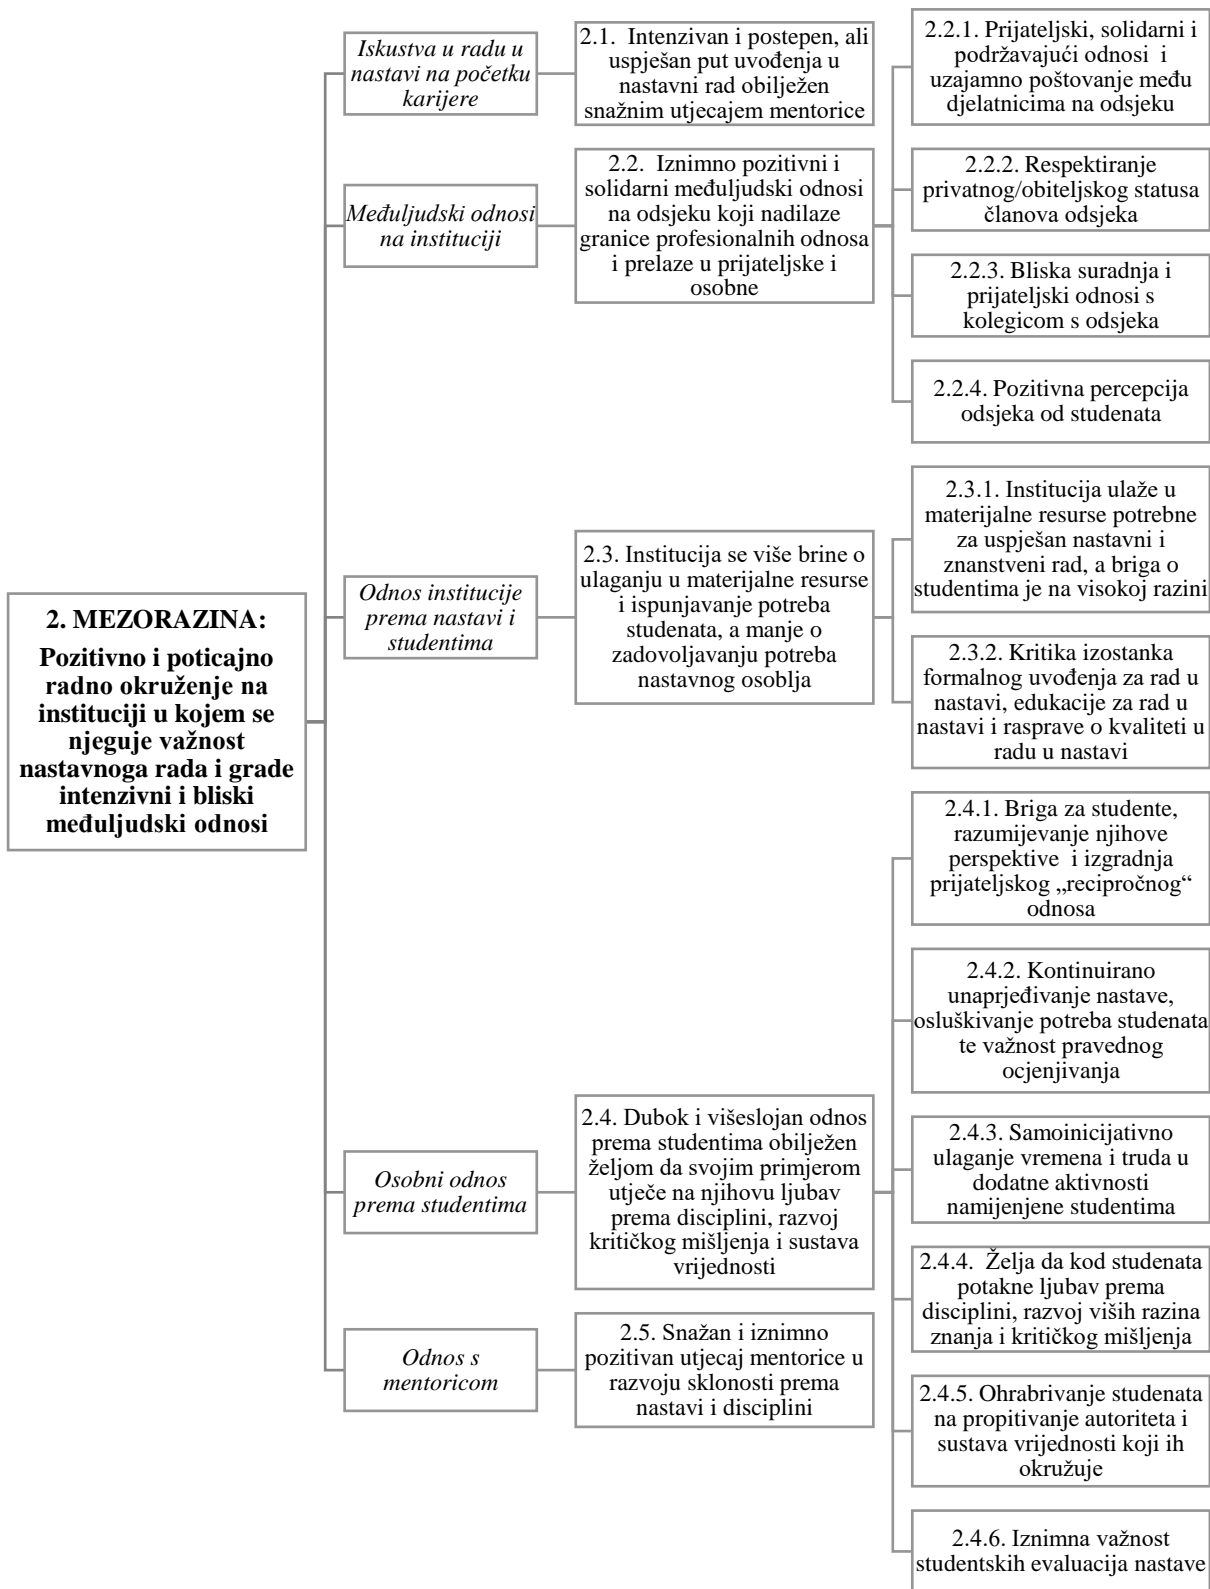 2. MEZORAZINA:
Pozitivno i poticajno
radno okruženje na
instituciji u kojem se
njeguje važnost
nastavnoga rada i grade
intenzivni i bliski
međuljudski odnosi
Iskustva u radu u
nastavi na početku
karijere
2.1. Intenzivan i postepen, ali
uspješan put uvođenja u
nastavni rad obilježen
snažnim utjecajem mentorice
Međuljudski odnosi
na instituciji
2.2. Iznimno pozitivni i
solidarni međuljudski odnosi
na odsjeku koji nadilaze
granice profesionalnih odnosa
i prelaze u prijateljske i
osobne
2.2.1. Prijateljski, solidarni i
podržavajući odnosi i
uzajamno poštovanje među
djelatnicima na odsjeku
2.2.2. Respektiranje
privatnog/obiteljskog statusa
članova odsjeka
2.2.3. Bliska suradnja i
prijateljski odnosi s
kolegicom s odsjeka
2.2.4. Pozitivna percepcija
odsjeka od studenata
Odnos institucije
prema nastavi i
studentima
2.3. Institucija se više brine o
ulaganju u materijalne resurse
i ispunjavanje potreba
studenata, a manje o
zadovoljavanju potreba
nastavnog osoblja
2.3.1. Institucija ulaže u
materijalne resurse potrebne
za uspješan nastavni i
znanstveni rad, a briga o
studentima je na visokoj razini
2.3.2. Kritika izostanka
formalnog uvođenja za rad u
nastavi, edukacije za rad u
nastavi i rasprave o kvaliteti u
radu u nastavi
Osobni odnos
prema studentima
2.4. Dubok i višeslojan odnos
prema studentima obilježen
željom da svojim primjerom
utječe na njihovu ljubav
prema disciplini, razvoj
kritičkog mišljenja i sustava
vrijednosti
2.4.1. Briga za studente,
razumijevanje njihove
perspektive i izgradnja
prijateljskog „recipročnog“
odnosa
2.4.2. Kontinuirano
unaprjeđivanje nastave,
osluškivanje potreba studenata
te važnost pravednog
ocjenjivanja
2.4.3. Samoinicijativno
ulaganje vremena i truda u
dodatne aktivnosti
namijenjene studentima
2.4.4. Želja da kod studenata
potakne ljubav prema
disciplini, razvoj viših razina
znanja i kritičkog mišljenja
2.4.5. Ohrabrivanje studenata
na propitivanje autoriteta i
sustava vrijednosti koji ih
okružuje
2.4.6. Iznimna važnost
studentskih evaluacija nastave
Odnos s
mentoricom
2.5. Snažan i iznimno
pozitivan utjecaj mentorice u
razvoju sklonosti prema
nastavi i disciplini